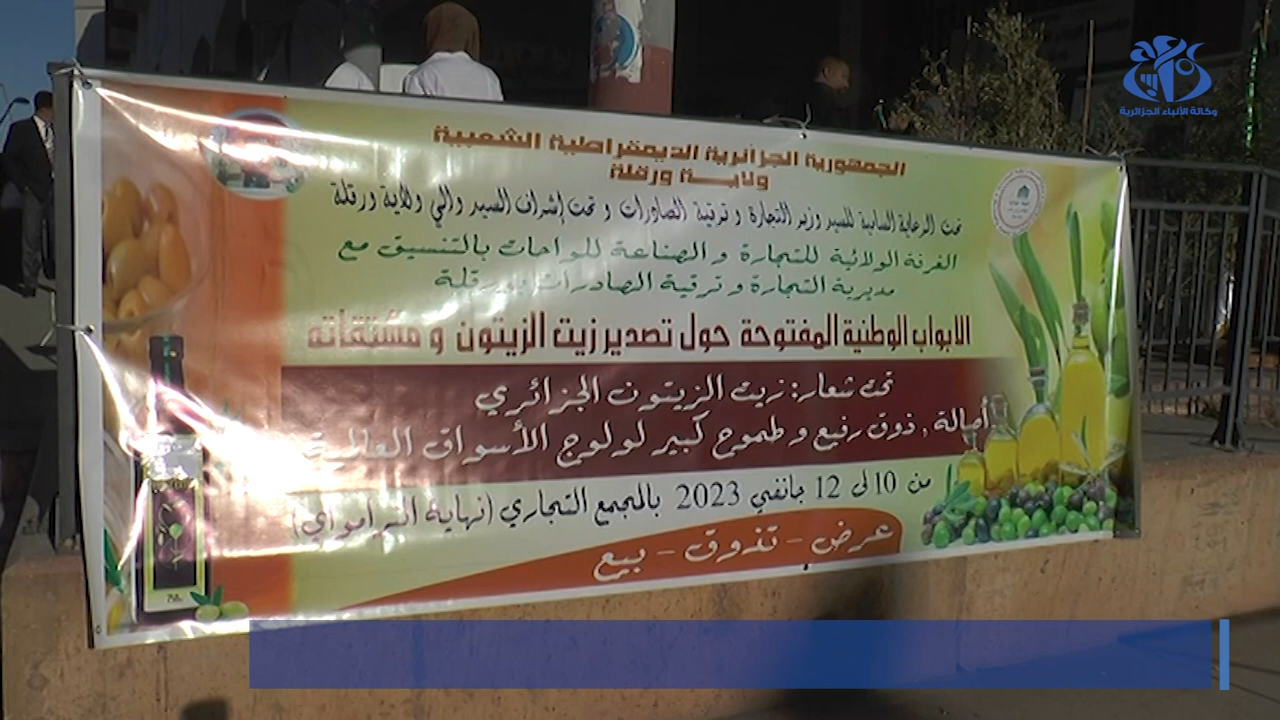 وكالة الأنباء الجزائرية
الجمهورية الجزائرية الديمقراطية الشعبية
ولاية ورقلة
تحت الرعاية السامية للسيد وزير التجارة و ترقية الصادرات و تحت إشراف السيد والي ولاية ورقلة
الغرفة الولائية للتجارة و الصناعة للواحات بالتنسيق مع
مديرية التجارة و ترقية الصادرات بورقلة
الابواب الوطنية المفتوحة حول تصدير زيت الزيتون و مشتقاته
تحت شعار: زيت الزيتون الجزائري
أصالة , ذوق رفيع و طموح كبير لولوج الأسواق العالمية
من 10 لى 12 جانفي 2023 بالمجمع التجاري (نهاية الترامواي)
عرض - تذوق - بيع